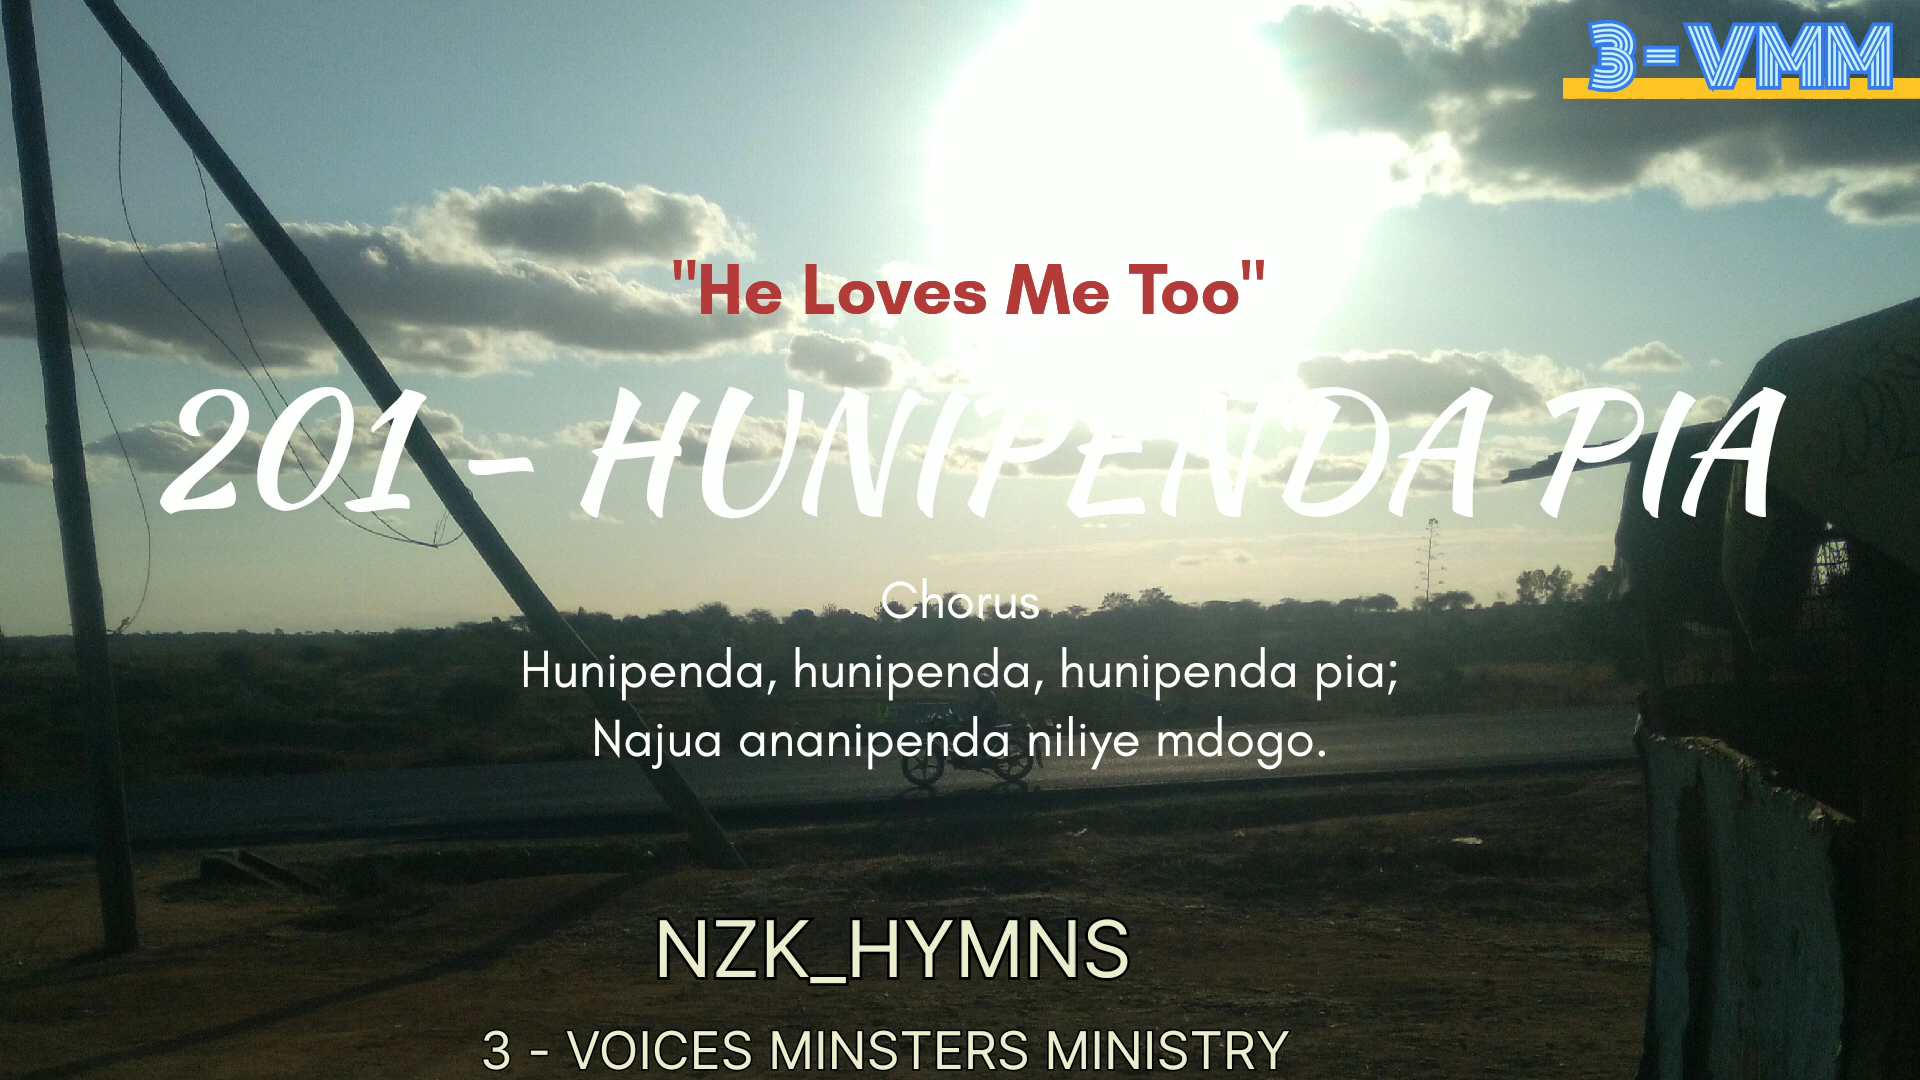 3=VMM
"He Loves Me Too"
201 - HUNIPENDA PIA
Chorus
Hunipenda, hunipenda, hunipenda pia;
Najua ananipenda niliye mdogo.
NZK_HYMNS
3 - VOICES MINSTERS MINISTRY